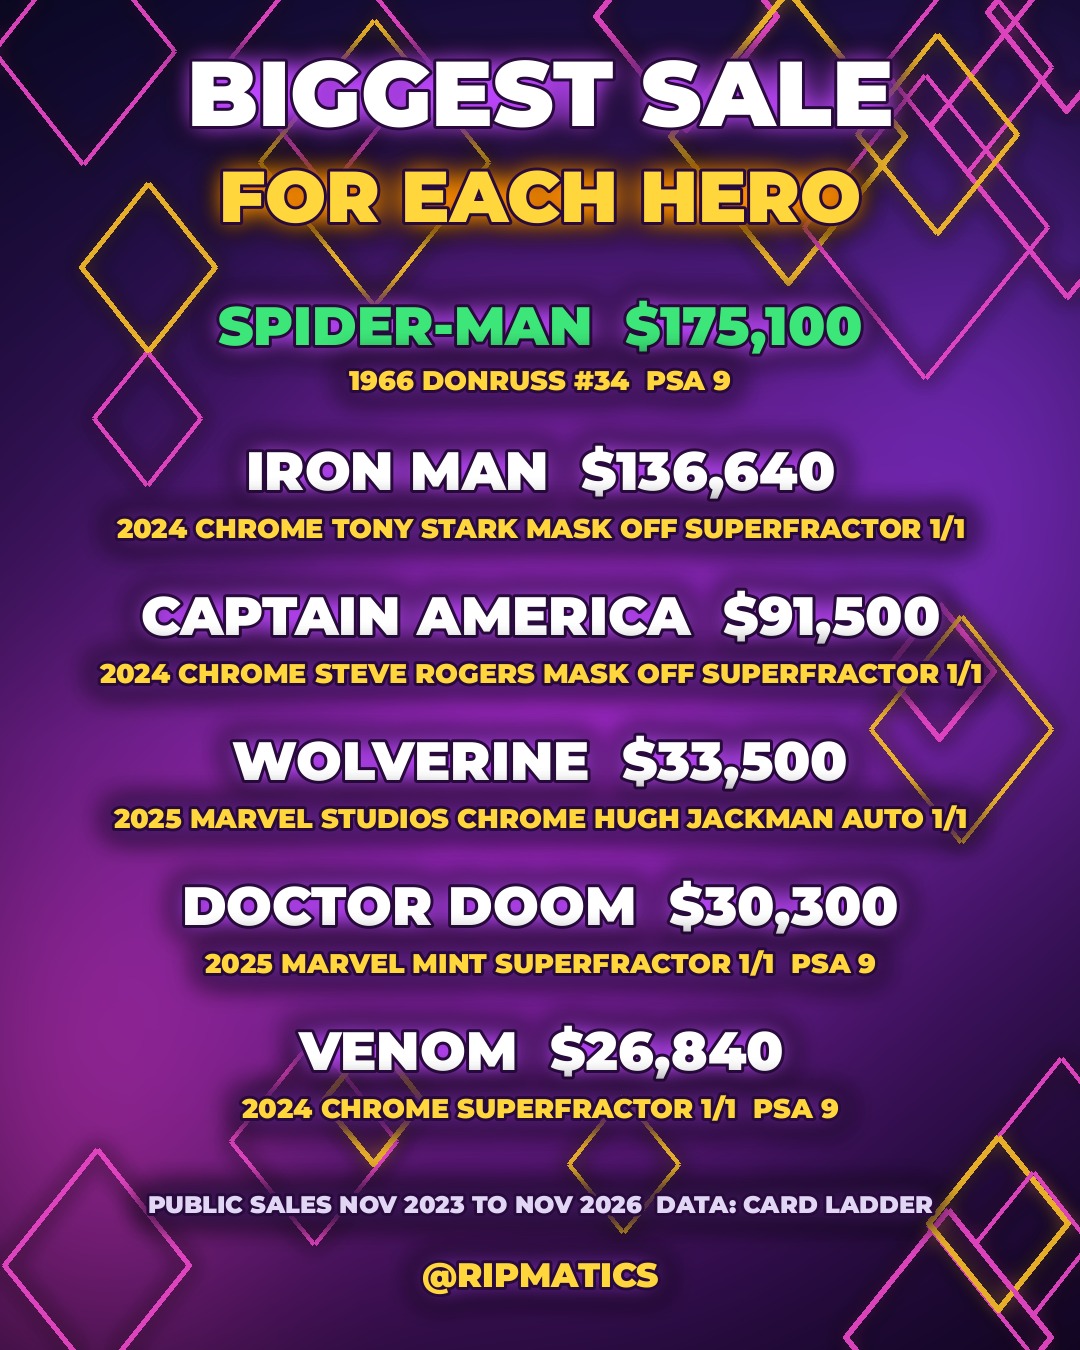 BIGGEST SALE
FOR EACH HERO
SPIDER-MAN $175,100
1966 DONRUSS #34 PSA 9
IRON MAN $136,640
2024 CHROME TONY STARK MASK OFF SUPERFRACTOR 1/1
CAPTAIN AMERICA $91,500
2024 CHROME STEVE ROGERS MASK OFF SUPERFRACTOR 1/1
WOLVERINE $33,500
2025 MARVEL STUDIOS CHROME HUGH JACKMAN AUTO 1/1
DOCTOR DOOM $30,300
2025 MARVEL MINT SUPERFRACTOR 1/1 PSA 9
VENOM $26,840
2024 CHROME SUPERFRACTOR 1/1 PSA 9
PUBLIC SALES NOV 2023 TO NOV 2026 DATA: CARD LADDER
@RIPMATICS